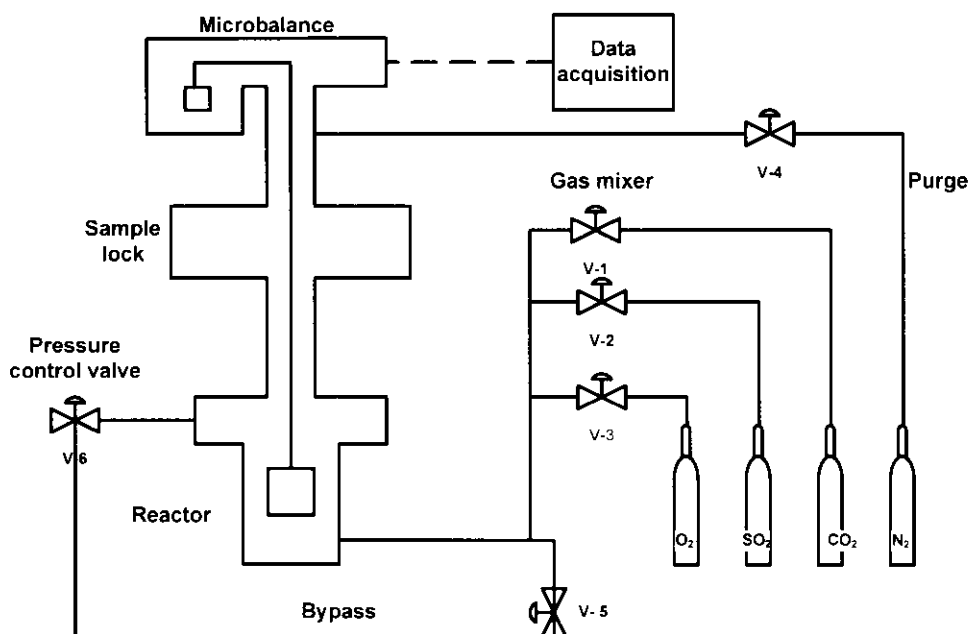 Microbalance
Data
acquisition
V-4
Gas mixer
Purge
Sample
lock
V-1
V-2
Pressure
control valve
V-3
V-6
Reactor
O₂
SO₂
CO₂
N₂
Bypass
V- 5